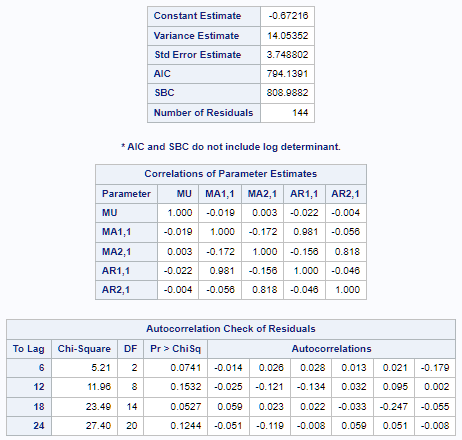 Constant Estimate -0.67216
Variance Estimate 14.05352
Std Error Estimate 3.748802
AIC 794.1391
SBC 808.9882
Number of Residuals 144
* AIC and SBC do not include log determinant.
Correlations of Parameter Estimates
Parameter MU MA1,1 MA2,1 AR1,1 AR2,1
MU 1.000 -0.019 0.003 -0.022 -0.004
MA1,1 -0.019 1.000 -0.172 0.981 -0.056
MA2,1 0.003 -0.172 1.000 -0.156 0.818
AR1,1 -0.022 0.981 -0.156 1.000 -0.046
AR2,1 -0.004 -0.056 0.818 -0.046 1.000
Autocorrelation Check of Residuals
To Lag Chi-Square DF Pr > ChiSq Autocorrelations
6 5.21 2 0.0741 -0.014 0.026 0.028 0.013 0.021 -0.179
12 11.96 8 0.1532 -0.025 -0.121 -0.134 0.032 0.095 0.002
18 23.49 14 0.0527 0.059 0.023 0.022 -0.033 -0.247 -0.055
24 27.40 20 0.1244 -0.051 -0.119 -0.008 0.059 0.051 -0.008